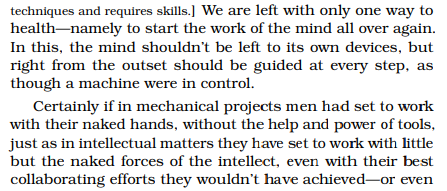 techniques and requires skills.] We are left with only one way to
health—namely to start the work of the mind all over again.
In this, the mind shouldn't be left to its own devices, but
right from the outset should be guided at every step, as
though a machine were in control.
Certainly if in mechanical projects men had set to work
with their naked hands, without the help and power of tools,
just as in intellectual matters they have set to work with little
but the naked forces of the intellect, even with their best
collaborating efforts they wouldn't have achieved—or even